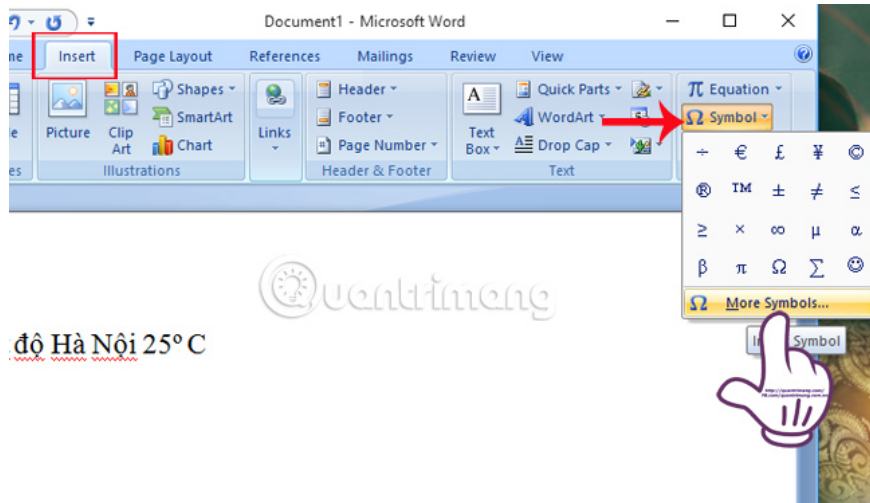 Document1 - Microsoft Word
me Insert Page Layout References Mailings Review View
Shapes Header Quick Parts π Equation
SmartArt Footer WordArt Ω Symbol
Picture Clip Art Chart Links Page Number Text Box Drop Cap
Illustrations Header & Footer Text
÷ € £ ¥ ©
® ™ ± ≠ ≤
≥ × ∞ µ α
β π Ω ∑ ☺
Ω More Symbols...
Symbol
Quantrimang
độ Hà Nội 25º C